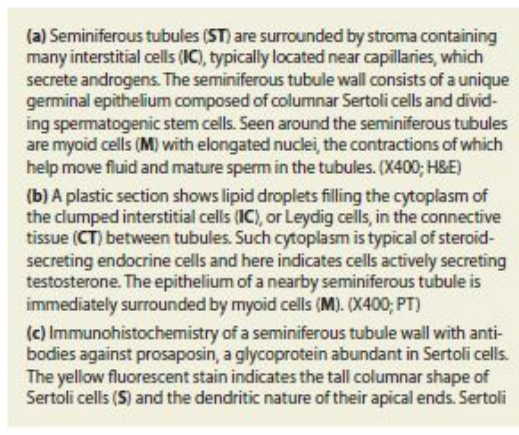 (a) Seminiferous tubules (ST) are surrounded by stroma containing
many interstitial cells (IC), typically located near capillaries, which
secrete androgens. The seminiferous tubule wall consists of a unique
germinal epithelium composed of columnar Sertoli cells and divid-
ing spermatogenic stem cells. Seen around the seminiferous tubules
are myoid cells (M) with elongated nuclei, the contractions of which
help move fluid and mature sperm in the tubules. (X400; H&E)
(b) A plastic section shows lipid droplets filling the cytoplasm of
the clumped interstitial cells (IC), or Leydig cells, in the connective
tissue (CT) between tubules. Such cytoplasm is typical of steroid-
secreting endocrine cells and here indicates cells actively secreting
testosterone. The epithelium of a nearby seminiferous tubule is
immediately surrounded by myoid cells (M). (X400; PT)
(c) Immunohistochemistry of a seminiferous tubule wall with anti-
bodies against prosaposin, a glycoprotein abundant in Sertoli cells.
The yellow fluorescent stain indicates the tall columnar shape of
Sertoli cells (S) and the dendritic nature of their apical ends. Sertoli